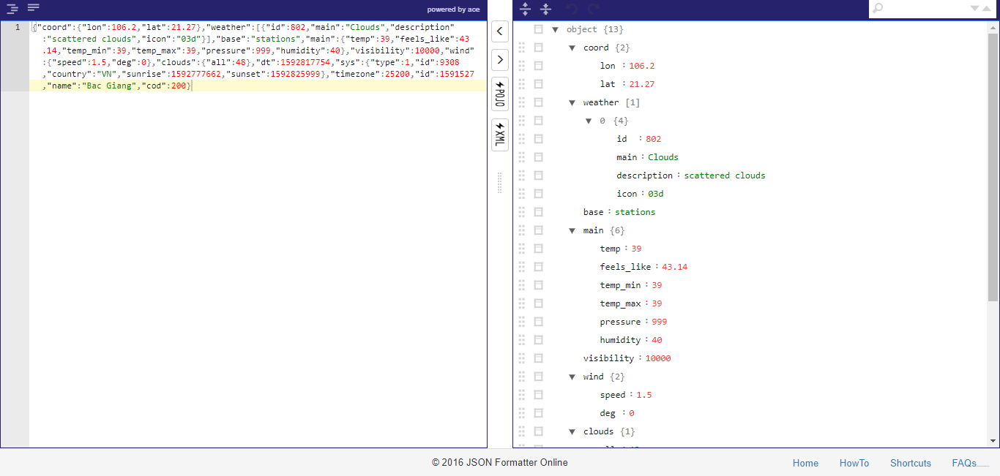 powered by ace
1
{"coord":{"lon":106.2,"lat":21.27},"weather":[{"id":802,"main":"Clouds","description"
:"scattered clouds","icon":"03d"}],"base":"stations","main":{"temp":39,"feels_like":43
.14,"temp_min":39,"temp_max":39,"pressure":999,"humidity":40},"visibility":10000,"wind"
:{"speed":1.5,"deg":0},"clouds":{"all":48},"dt":1592817754,"sys":{"type":1,"id":9308
,"country":"VN","sunrise":1592777662,"sunset":1592825999},"timezone":25200,"id":1591527
,"name":"Bac Giang","cod":200}
POJO
XML
object {13}
coord {2}
lon : 106.2
lat : 21.27
weather [1]
0 {4}
id : 802
main : Clouds
description : scattered clouds
icon : 03d
base : stations
main {6}
temp : 39
feels_like : 43.14
temp_min : 39
temp_max : 39
pressure : 999
humidity : 40
visibility : 10000
wind {2}
speed : 1.5
deg : 0
clouds {1}
© 2016 JSON Formatter Online
Home HowTo Shortcuts FAQs